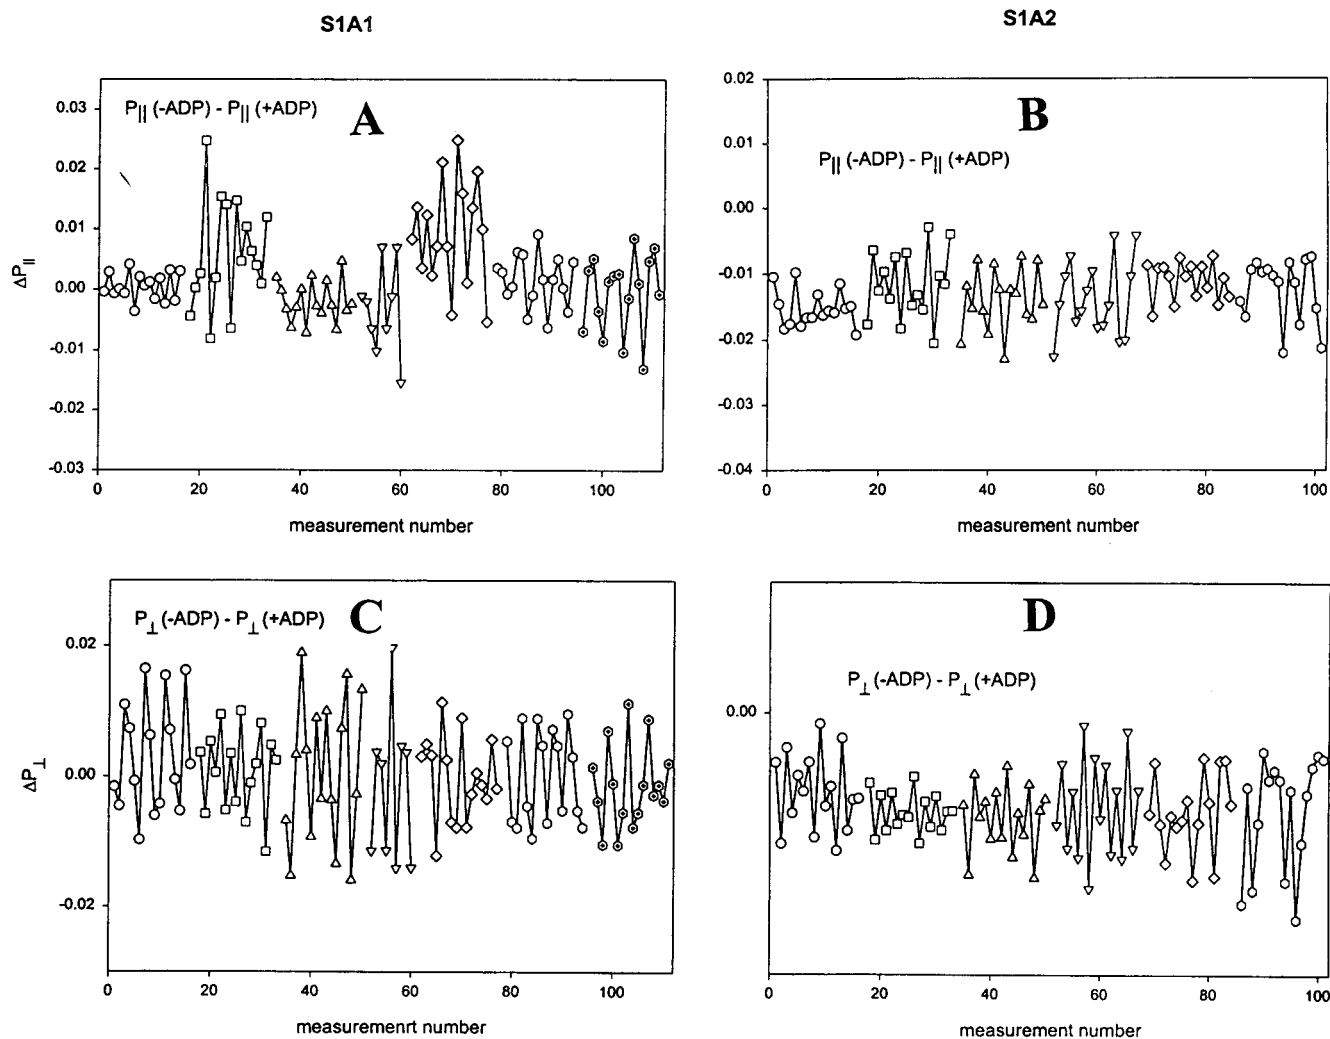 S1A1
S1A2
P|| (-ADP) - P|| (+ADP)
A
0.03
0.02
0.01
0.00
-0.01
-0.02
-0.03
ΔP||
0
20
40
60
80
100
measurement number
B
P|| (-ADP) - P|| (+ADP)
0.02
0.01
0.00
-0.01
-0.02
-0.03
-0.04
0
20
40
60
80
100
measurement number
P⊥ (-ADP) - P⊥ (+ADP)
C
0.02
0.00
-0.02
ΔP⊥
0
20
40
60
80
100
measuremenrt number
D
P⊥ (-ADP) - P⊥ (+ADP)
0.00
0
20
40
60
80
100
measurement number